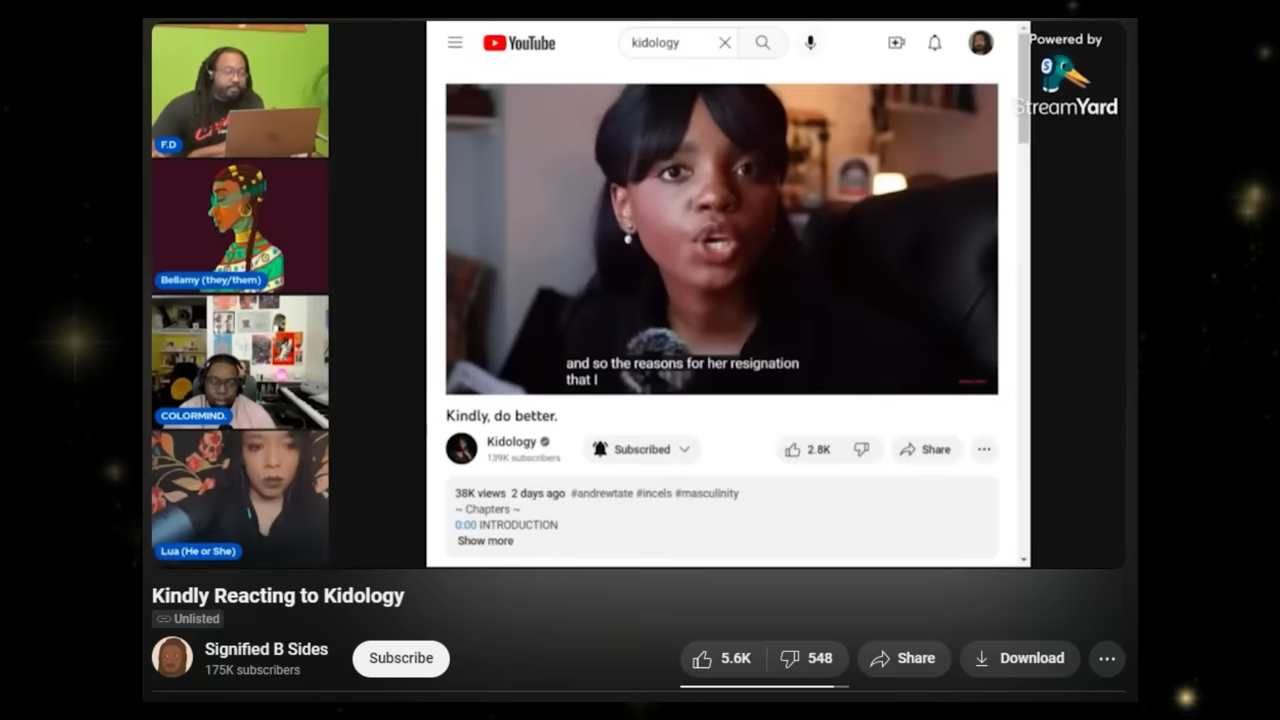 F.D
Bellamy (they/them)
COLORMIND.
Lua (He or She)
YouTube
kidology
Powered by
S
StreamYard
and so the reasons for her resignation
that I
Kindly, do better.
Kidology
139K subscribers
Subscribed
2.8K
Share
38K views 2 days ago #andrewtate #incels #masculinity
~ Chapters ~
0:00 INTRODUCTION
Show more
Kindly Reacting to Kidology
Unlisted
Signified B Sides
175K subscribers
Subscribe
5.6K
548
Share
Download